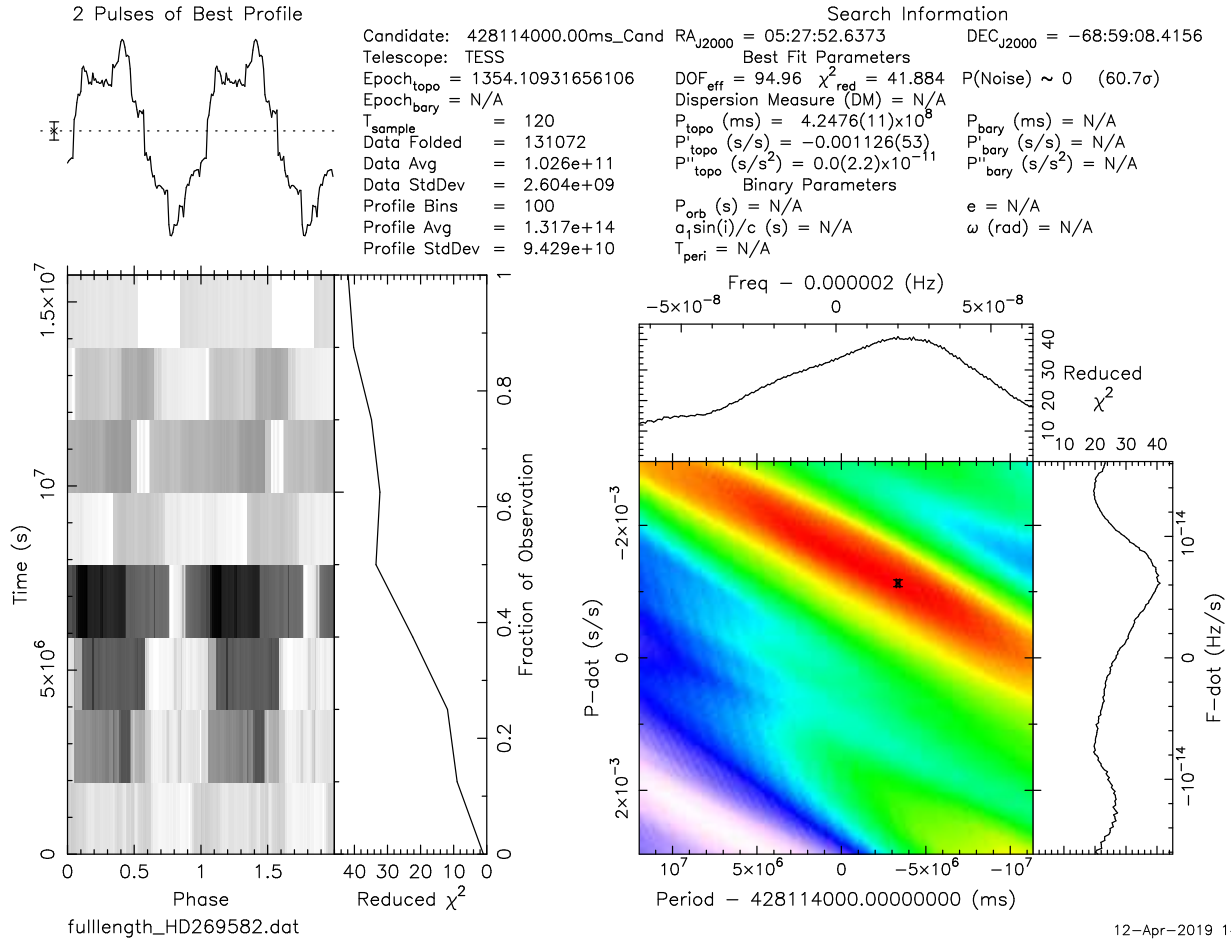 2 Pulses of Best Profile
Search Information
Candidate: 428114000.00ms_Cand
RA_J2000 = 05:27:52.6373
DEC_J2000 = −68:59:08.4156
Telescope: TESS
Best Fit Parameters
Epoch_topo = 1354.10931656106
DOF_eff = 94.96 χ²_red = 41.884 P(Noise) ~ 0 (60.7σ)
Epoch_bary = N/A
Dispersion Measure (DM) = N/A
T_sample = 120
P_topo (ms) = 4.2476(11)x10⁸
P_bary (ms) = N/A
Data Folded = 131072
P'_topo (s/s) = −0.001126(53)
P'_bary (s/s) = N/A
Data Avg = 1.026e+11
P''_topo (s/s²) = 0.0(2.2)x10⁻¹¹
P''_bary (s/s²) = N/A
Data StdDev = 2.604e+09
Binary Parameters
Profile Bins = 100
P_orb (s) = N/A
e = N/A
Profile Avg = 1.317e+14
a₁sin(i)/c (s) = N/A
ω (rad) = N/A
Profile StdDev = 9.429e+10
T_peri = N/A
Time (s)
0 5×10⁶ 10⁷ 1.5×10⁷
0 0.5 1 1.5
Phase
40 30 20 10 0
Reduced χ²
0 0.2 0.4 0.6 0.8 1
Fraction of Observation
Freq − 0.000002 (Hz)
−5×10⁻⁸ 0 5×10⁻⁸
10 20 30 40
Reduced
χ²
10 20 30 40
P−dot (s/s)
−2×10⁻³ 0 2×10⁻³
10⁻¹⁴ 0 −10⁻¹⁴
F−dot (Hz/s)
10⁷ 5×10⁶ 0 −5×10⁶ −10⁷
Period − 428114000.00000000 (ms)
fulllength_HD269582.dat
12−Apr−2019 1